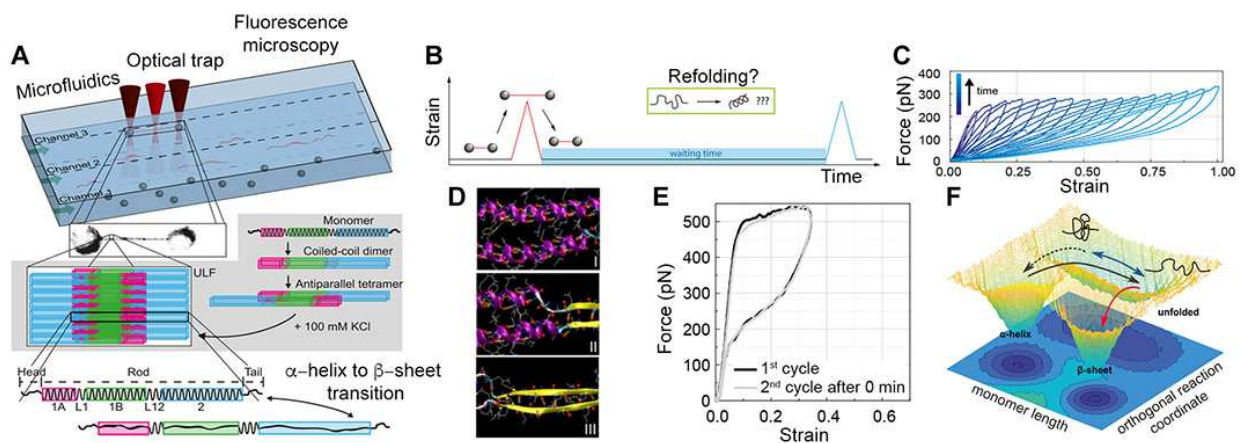 A
Microfluidics
Optical trap
Fluorescence
microscopy
Channel 3
Channel 2
Channel 1
ULF
Monomer
Coiled-coil dimer
Antiparallel tetramer
+ 100 mM KCl
Head
Rod
Tail
1A
L1
1B
L12
2
α-helix to β-sheet
transition
B
Strain
Refolding?
???
waiting time
Time
C
Force (pN)
400
300
200
100
0
time
0.00
0.25
0.50
0.75
1.00
Strain
D
I
II
III
E
Force (pN)
500
400
300
200
100
0
1st cycle
2nd cycle after 0 min
0.0
0.2
0.4
0.6
Strain
F
unfolded
α-helix
β-sheet
monomer length
orthogonal reaction
coordinate